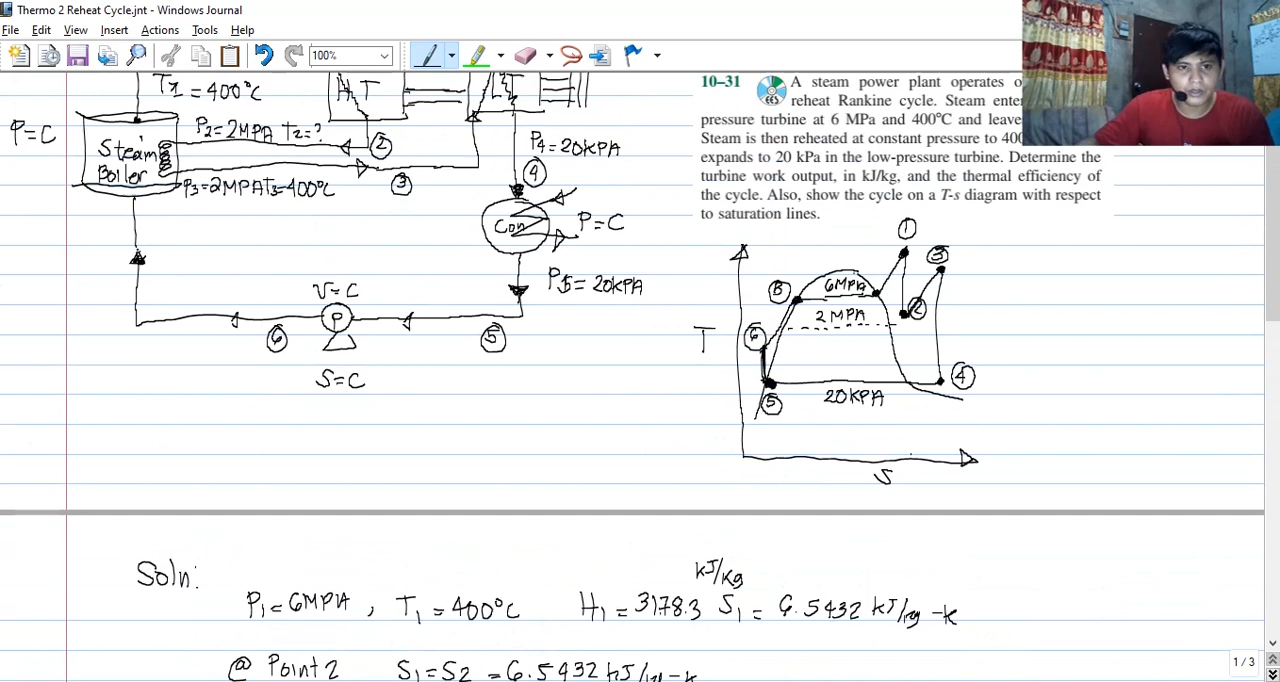 Thermo 2 Reheat Cycle.jnt - Windows Journal
File Edit View Insert Actions Tools Help
100%
T1 = 400°C
H T
T
P=C
P2=2MPA T2=?
②
P4=20KPA
Steam
Boiler
P3=2MPA T3=400°C
③
④
Con
P=C
P5=20KPA
V=C
P
⑥
⑤
S=C
10–31 A steam power plant operates o
reheat Rankine cycle. Steam enter
pressure turbine at 6 MPa and 400°C and leave
Steam is then reheated at constant pressure to 400
expands to 20 kPa in the low-pressure turbine. Determine the
turbine work output, in kJ/kg, and the thermal efficiency of
the cycle. Also, show the cycle on a T-s diagram with respect
to saturation lines.
①
③
B
6MPA
②
2 MPA
T
⑥
④
⑤
20KPA
S
Soln:
kJ/kg
P1=6MPA, T1=400°C H1=3178.3 S1= 6.5432 kJ/kg-K
@ Point 2 S1=S2 =6.5432 kJ/kg-K
1 / 3